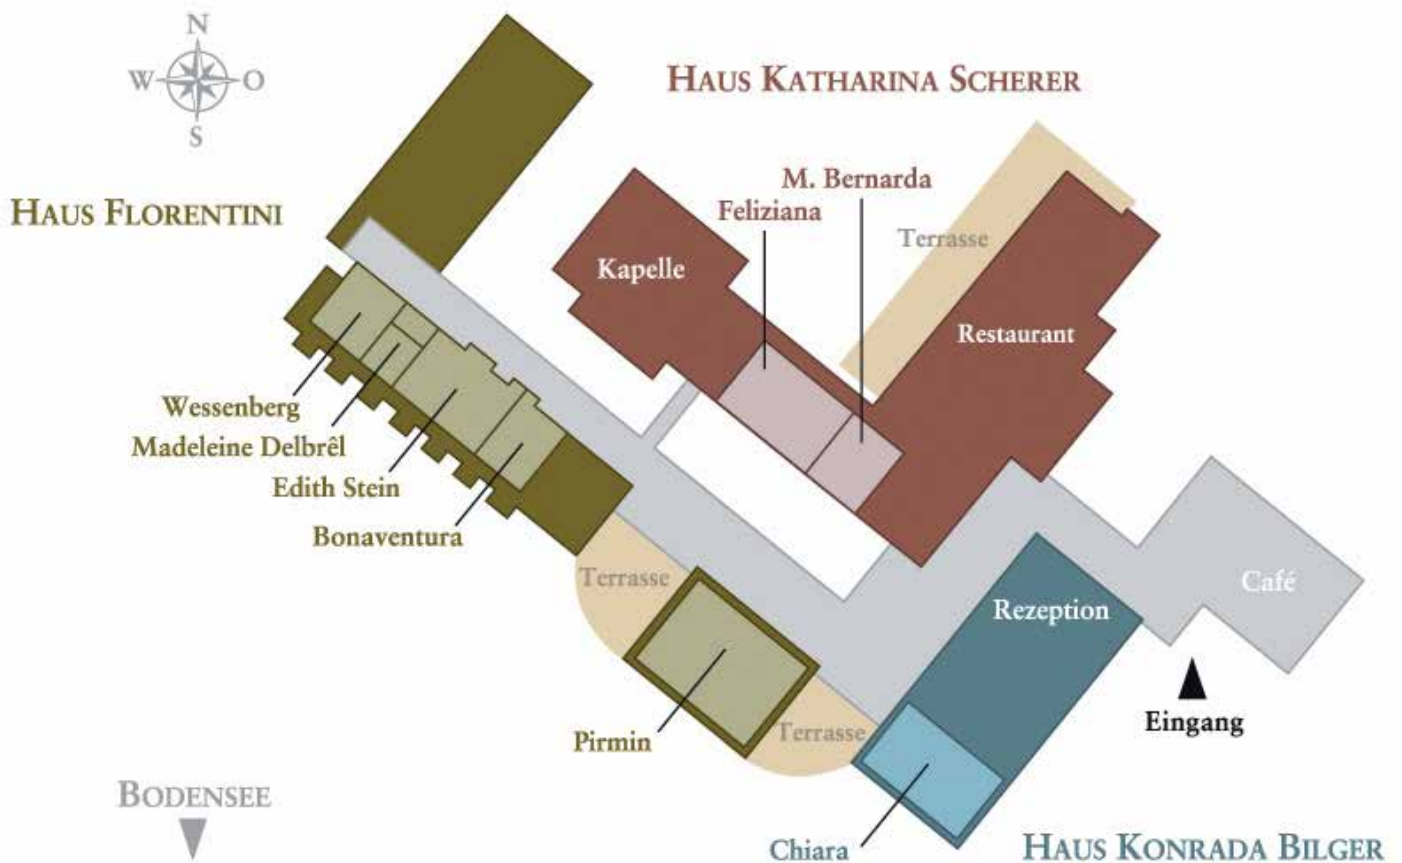 N
W O
S
HAUS KATHARINA SCHERER
HAUS FLORENTINI
M. Bernarda
Feliziana
Terrasse
Kapelle
Restaurant
Wessenberg
Madeleine Delbrêl
Edith Stein
Bonaventura
Terrasse
Café
Rezeption
Eingang
Pirmin
Terrasse
BODENSEE
Chiara
HAUS KONRADA BILGER